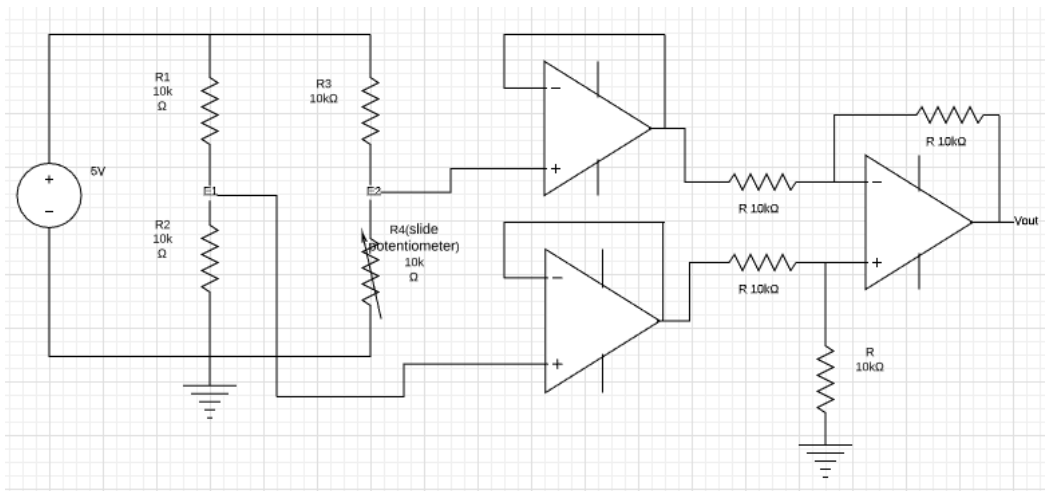 R1
10k
Ω
R3
10kΩ
5V
+
−
E1
E2
R2
10k
Ω
R4(slide
potentiometer)
10k
Ω
−
+
−
+
R 10kΩ
R 10kΩ
R 10kΩ
−
+
Vout
R
10kΩ